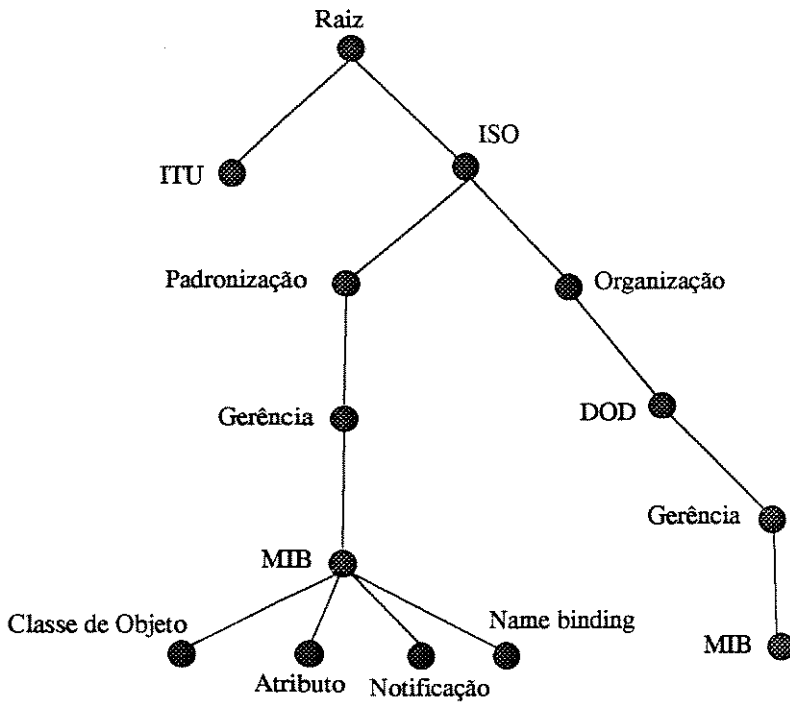 Raiz
ISO
ITU
Padronização
Organização
DOD
Gerência
Gerência
MIB
Name binding
Classe de Objeto
MIB
Atributo
Notificação